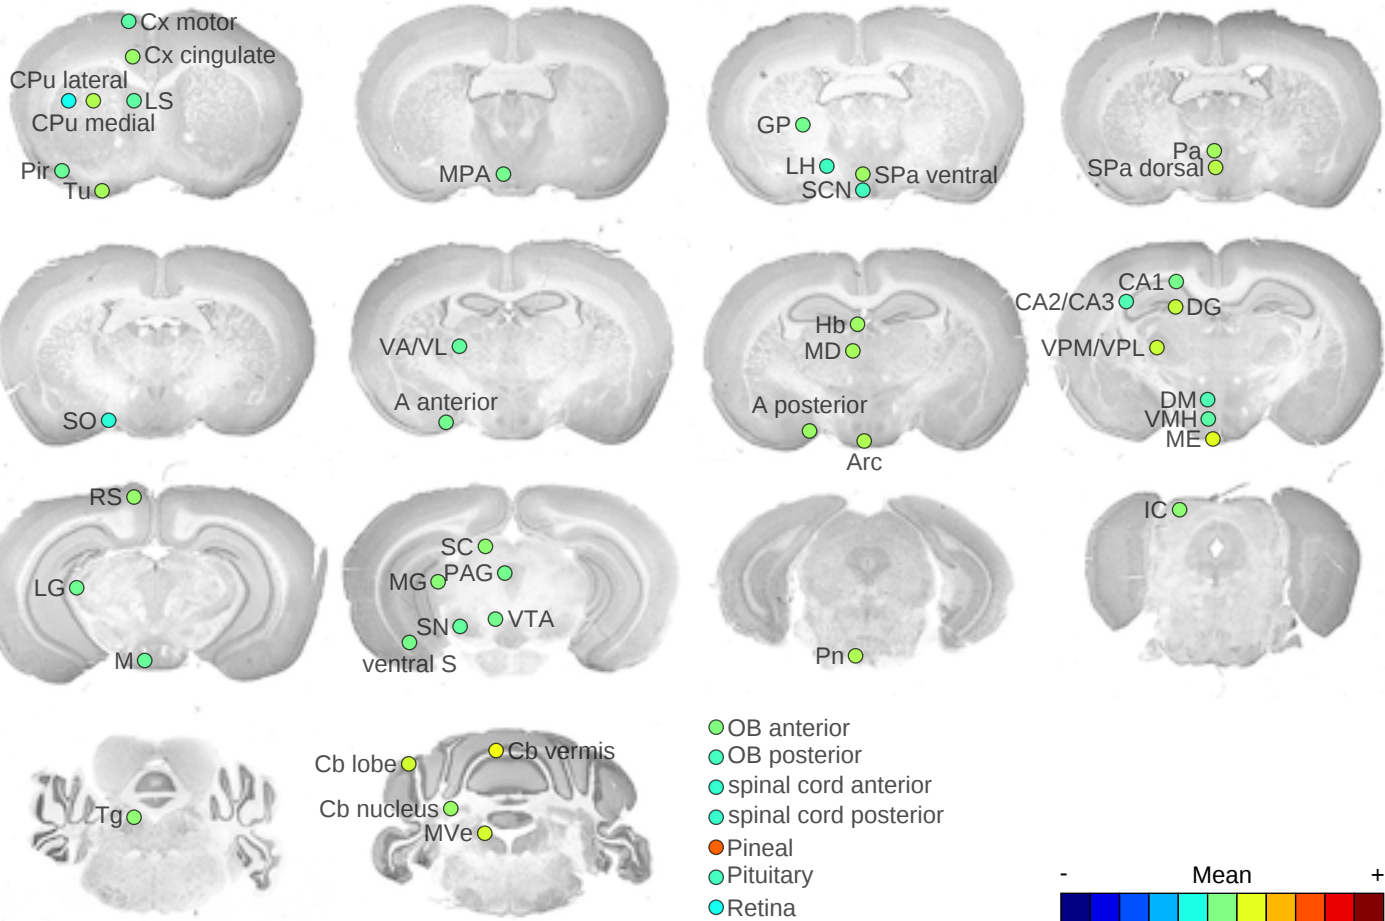 Cx motor
Cx cingulate
CPu lateral
LS
CPu medial
Pir
Tu
MPA
GP
LH
SPa ventral
SCN
Pa
SPa dorsal
SO
VA/VL
A anterior
Hb
MD
A posterior
Arc
CA1
CA2/CA3
DG
VPM/VPL
DM
VMH
ME
RS
LG
M
SC
MG
PAG
SN
VTA
ventral S
Pn
IC
Tg
Cb lobe
Cb vermis
Cb nucleus
MVe
OB anterior
OB posterior
spinal cord anterior
spinal cord posterior
Pineal
Pituitary
Retina
- Mean +